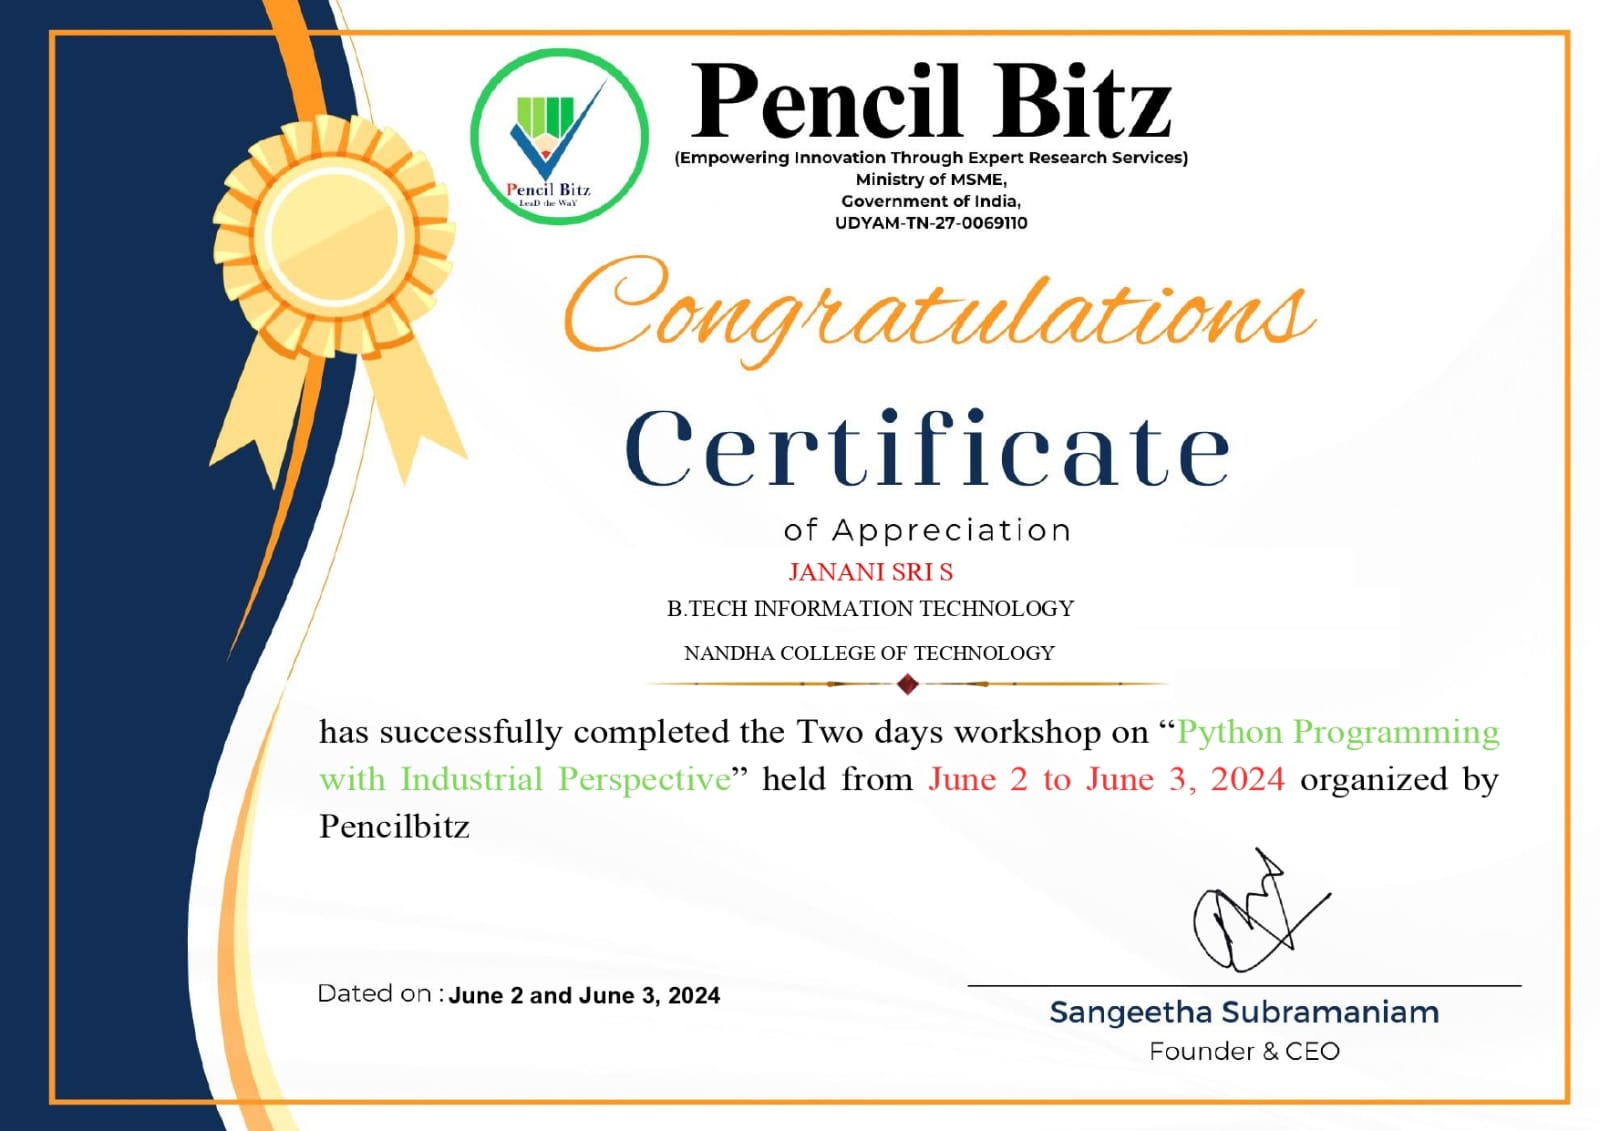 Pencil Bitz
LeaD the WaY
Pencil Bitz
(Empowering Innovation Through Expert Research Services)
Ministry of MSME,
Government of India,
UDYAM-TN-27-0069110
Congratulations
Certificate
of Appreciation
JANANI SRI S
B.TECH INFORMATION TECHNOLOGY
NANDHA COLLEGE OF TECHNOLOGY
has successfully completed the Two days workshop on “Python Programming
with Industrial Perspective” held from June 2 to June 3, 2024 organized by
Pencilbitz
Dated on : June 2 and June 3, 2024
Sangeetha Subramaniam
Founder & CEO